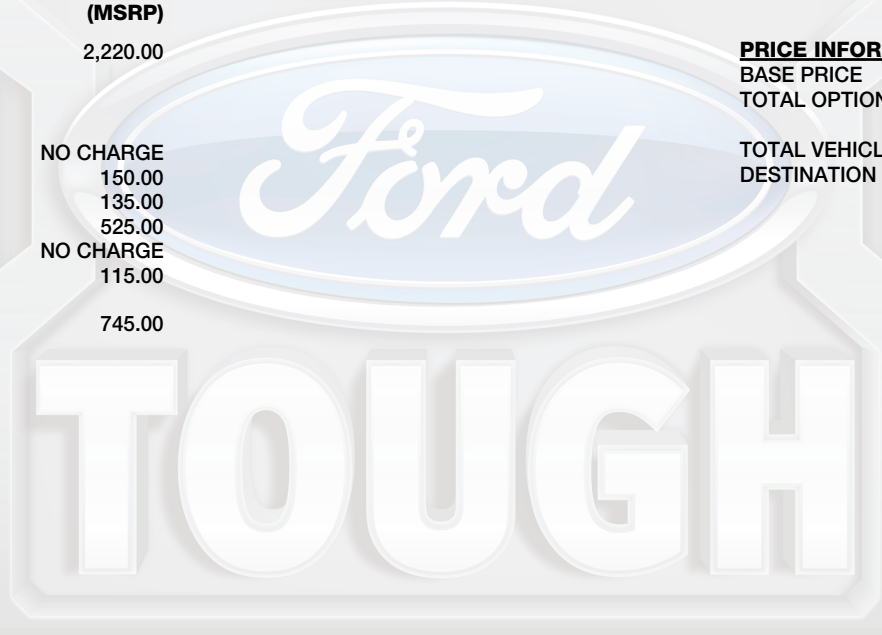 (MSRP)
2,220.00
NO CHARGE
150.00
135.00
525.00
NO CHARGE
115.00
745.00
PRICE INFOR
BASE PRICE
TOTAL OPTION
TOTAL VEHICL
DESTINATION
Ford
TOUGH